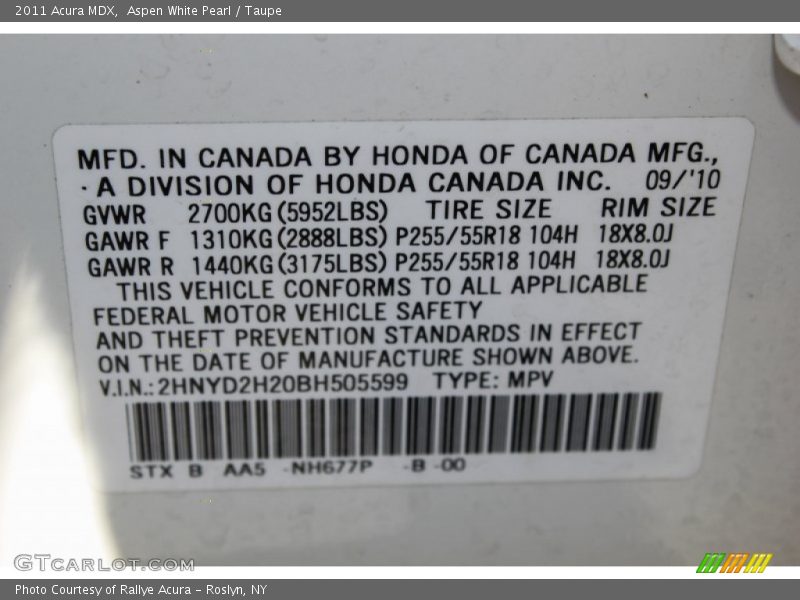 2011 Acura MDX,  Aspen White Pearl / Taupe
MFD. IN CANADA BY HONDA OF CANADA MFG.,
A DIVISION OF HONDA CANADA INC. 09/'10
GVWR 2700KG(5952LBS) TIRE SIZE RIM SIZE
GAWR F 1310KG(2888LBS) P255/55R18 104H 18X8.0J
GAWR R 1440KG(3175LBS) P255/55R18 104H 18X8.0J
THIS VEHICLE CONFORMS TO ALL APPLICABLE
FEDERAL MOTOR VEHICLE SAFETY
AND THEFT PREVENTION STANDARDS IN EFFECT
ON THE DATE OF MANUFACTURE SHOWN ABOVE.
V.I.N.: 2HNYD2H20BH505599 TYPE: MPV
STX B AA5 -NH677P -B -00
GTCARLOT.COM
Photo Courtesy of Rallye Acura – Roslyn, NY